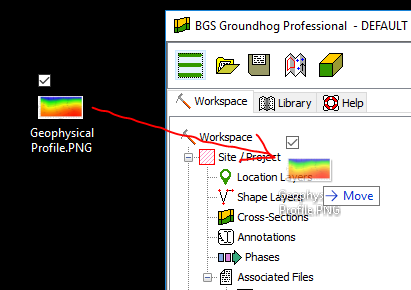 BGS Groundhog Professional - DEFAULT
Workspace
Library
Help
Geophysical
Profile.PNG
Workspace
Site / Project
Location Layers
Shape Layers
Geophysical
Profile.PNG
→ Move
Cross-Sections
Annotations
Phases
Associated Files